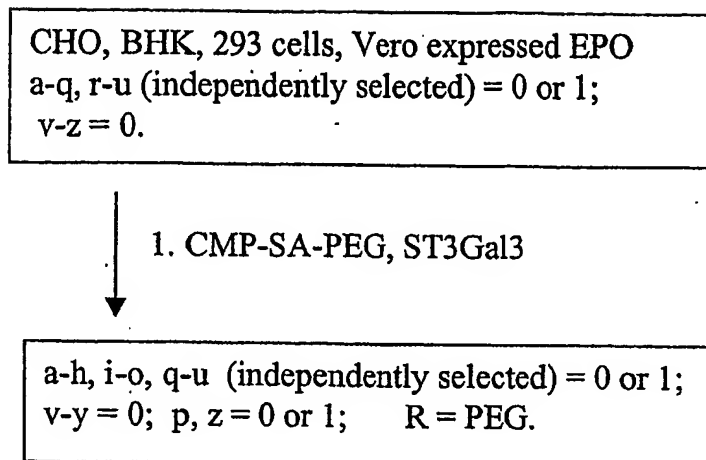 CHO, BHK, 293 cells, Vero expressed EPO
a-q, r-u (independently selected) = 0 or 1;
v-z = 0.
1. CMP-SA-PEG, ST3Gal3
a-h, i-o, q-u (independently selected) = 0 or 1;
v-y = 0; p, z = 0 or 1; R = PEG.